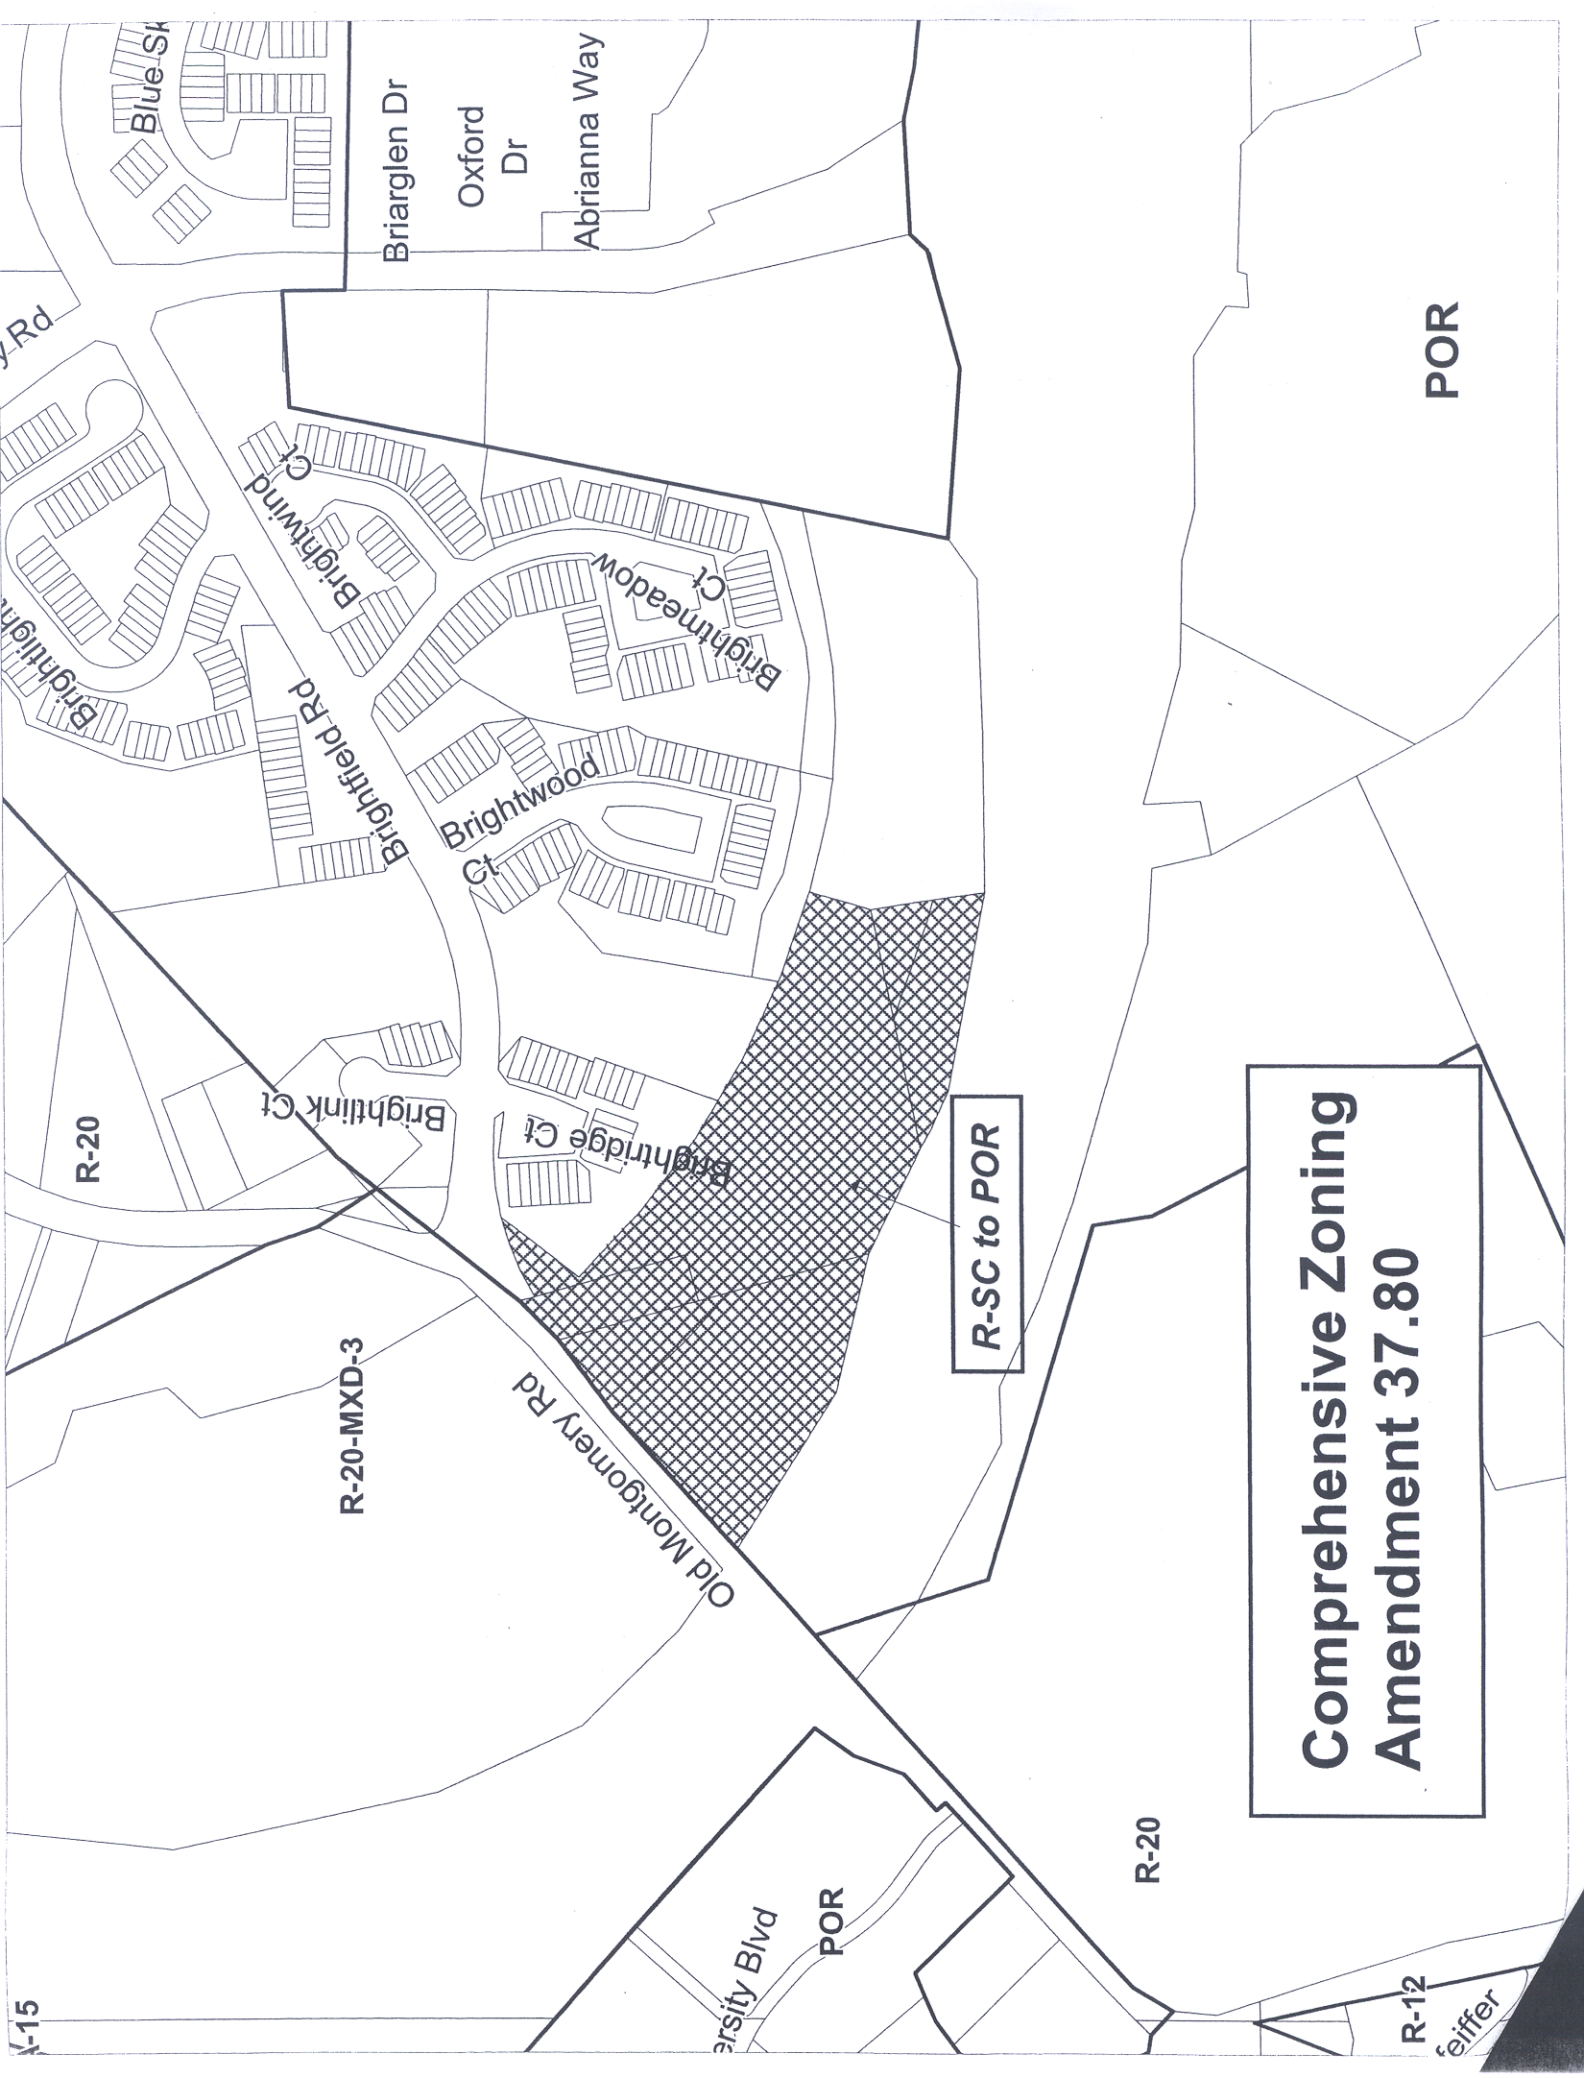 Blue Sk
Briarglen Dr
Oxford
Dr
Abrianna Way
y Rd
POR
Brightwind
Ct
Brightmeadow
Ct
Brightlight
Brightfield Rd
Brightwood
Ct
R-20
Brightlink Ct
Brightridge Ct
R-SC to POR
R-20-MXD-3
Old Montgomery Rd
Comprehensive Zoning
Amendment 37.80
R-20
POR
ersity Blvd
-15
R-12
feiffer